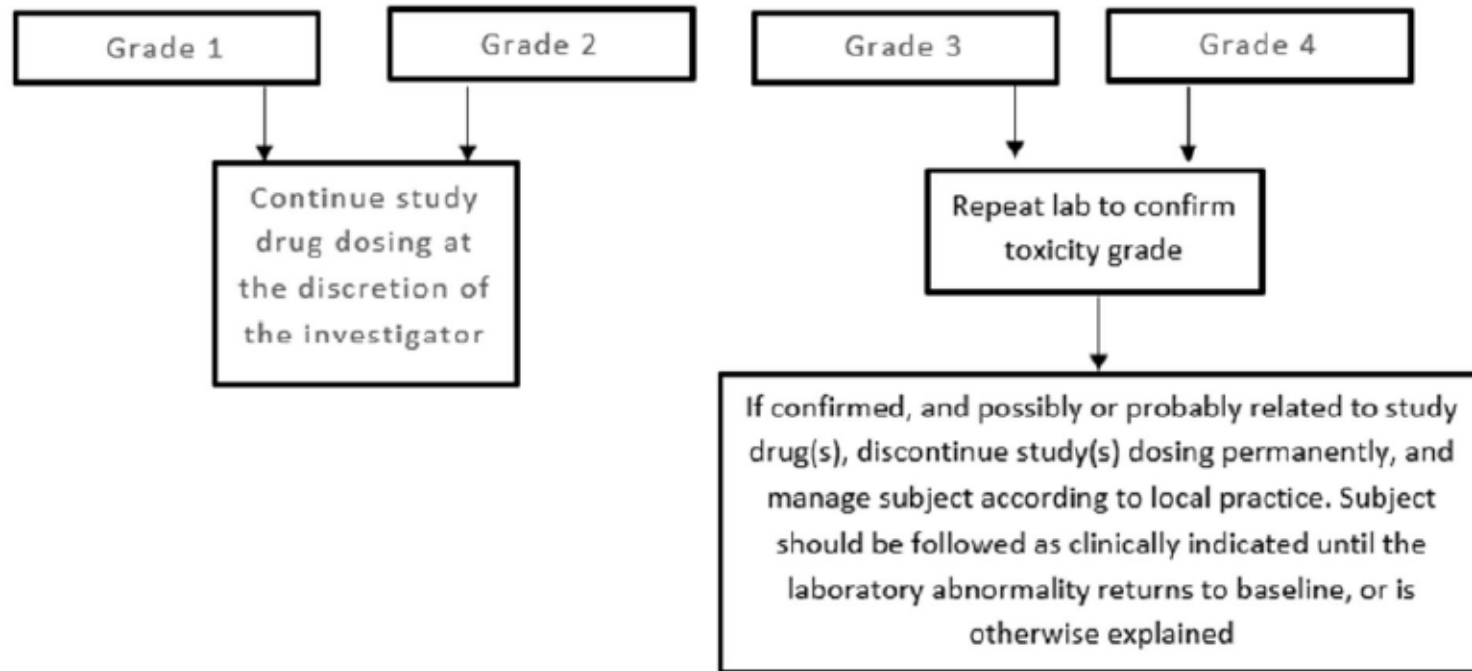 Grade 1
Grade 2
Grade 3
Grade 4
Continue study
drug dosing at
the discretion of
the investigator
Repeat lab to confirm
toxicity grade
If confirmed, and possibly or probably related to study
drug(s), discontinue study(s) dosing permanently, and
manage subject according to local practice. Subject
should be followed as clinically indicated until the
laboratory abnormality returns to baseline, or is
otherwise explained